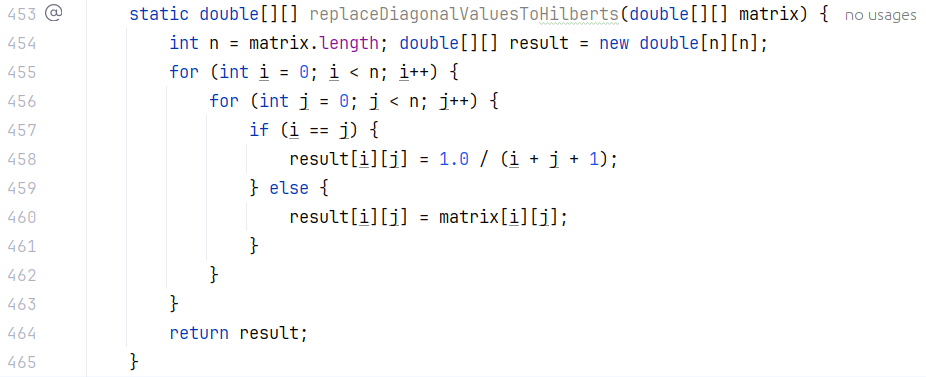 453 @ static double[][] replaceDiagonalValuesToHilberts(double[][] matrix) { no usages
454 int n = matrix.length; double[][] result = new double[n][n];
455 for (int i = 0; i < n; i++) {
456 for (int j = 0; j < n; j++) {
457 if (i == j) {
458 result[i][j] = 1.0 / (i + j + 1);
459 } else {
460 result[i][j] = matrix[i][j];
461 }
462 }
463 }
464 return result;
465 }